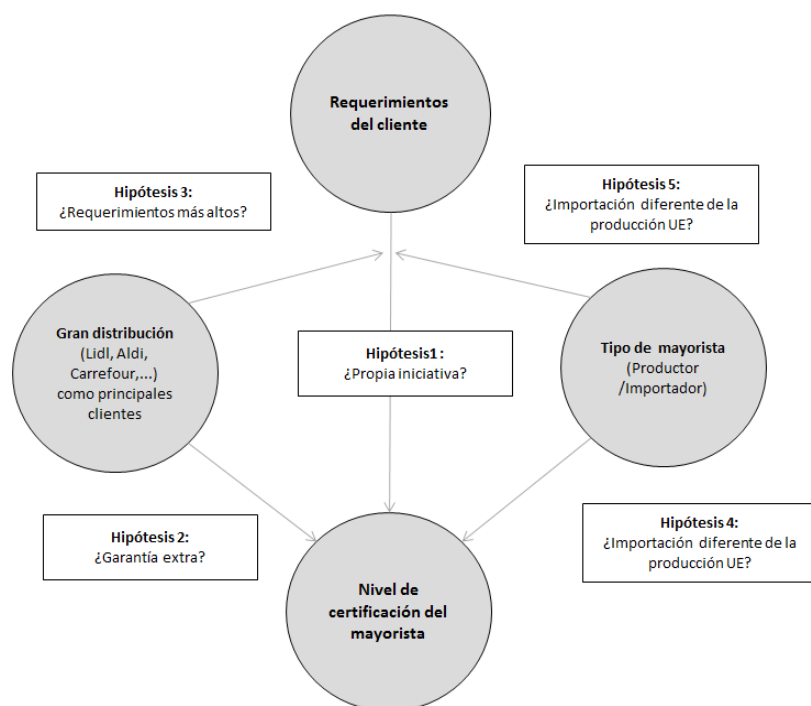 Requerimientos
del cliente
Hipótesis 3:
¿Requerimientos más altos?
Hipótesis 5:
¿Importación diferente de la
producción UE?
Gran distribución
(Lidl, Aldi,
Carrefour,...)
como principales
clientes
Hipótesis1 :
¿Propia iniciativa?
Tipo de mayorista
(Productor
/Importador)
Hipótesis 2:
¿Garantía extra?
Hipótesis 4:
¿Importación diferente de la
producción UE?
Nivel de
certificación del
mayorista